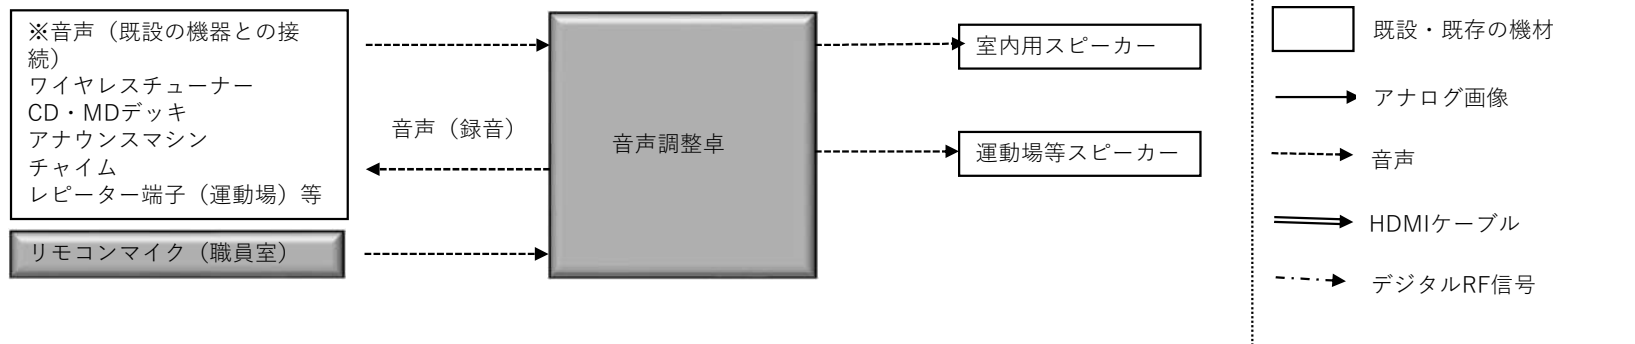 ※音声（既設の機器との接
続）
ワイヤレスチューナー
CD・MDデッキ
アナウンスマシン
チャイム
レピーター端子（運動場）等
リモコンマイク（職員室）
音声（録音）
音声調整卓
室内用スピーカー
運動場等スピーカー
既設・既存の機材
アナログ画像
音声
HDMIケーブル
デジタルRF信号